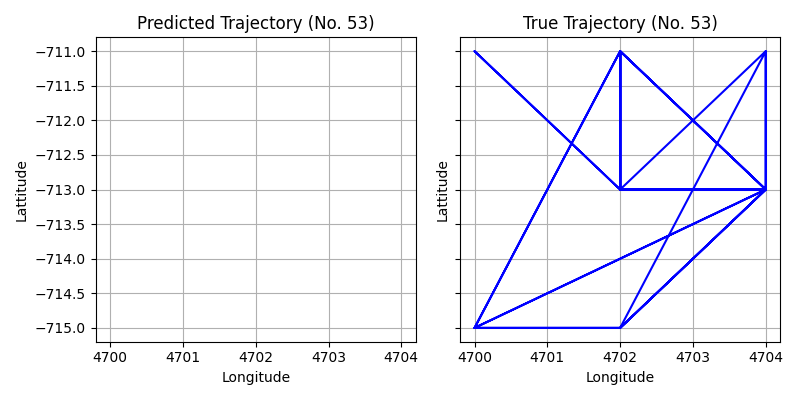 Predicted Trajectory (No. 53)
True Trajectory (No. 53)
−711.0
−711.5
−712.0
−712.5
−713.0
−713.5
−714.0
−714.5
−715.0
Lattitude
Lattitude
4700 4701 4702 4703 4704
4700 4701 4702 4703 4704
Longitude
Longitude